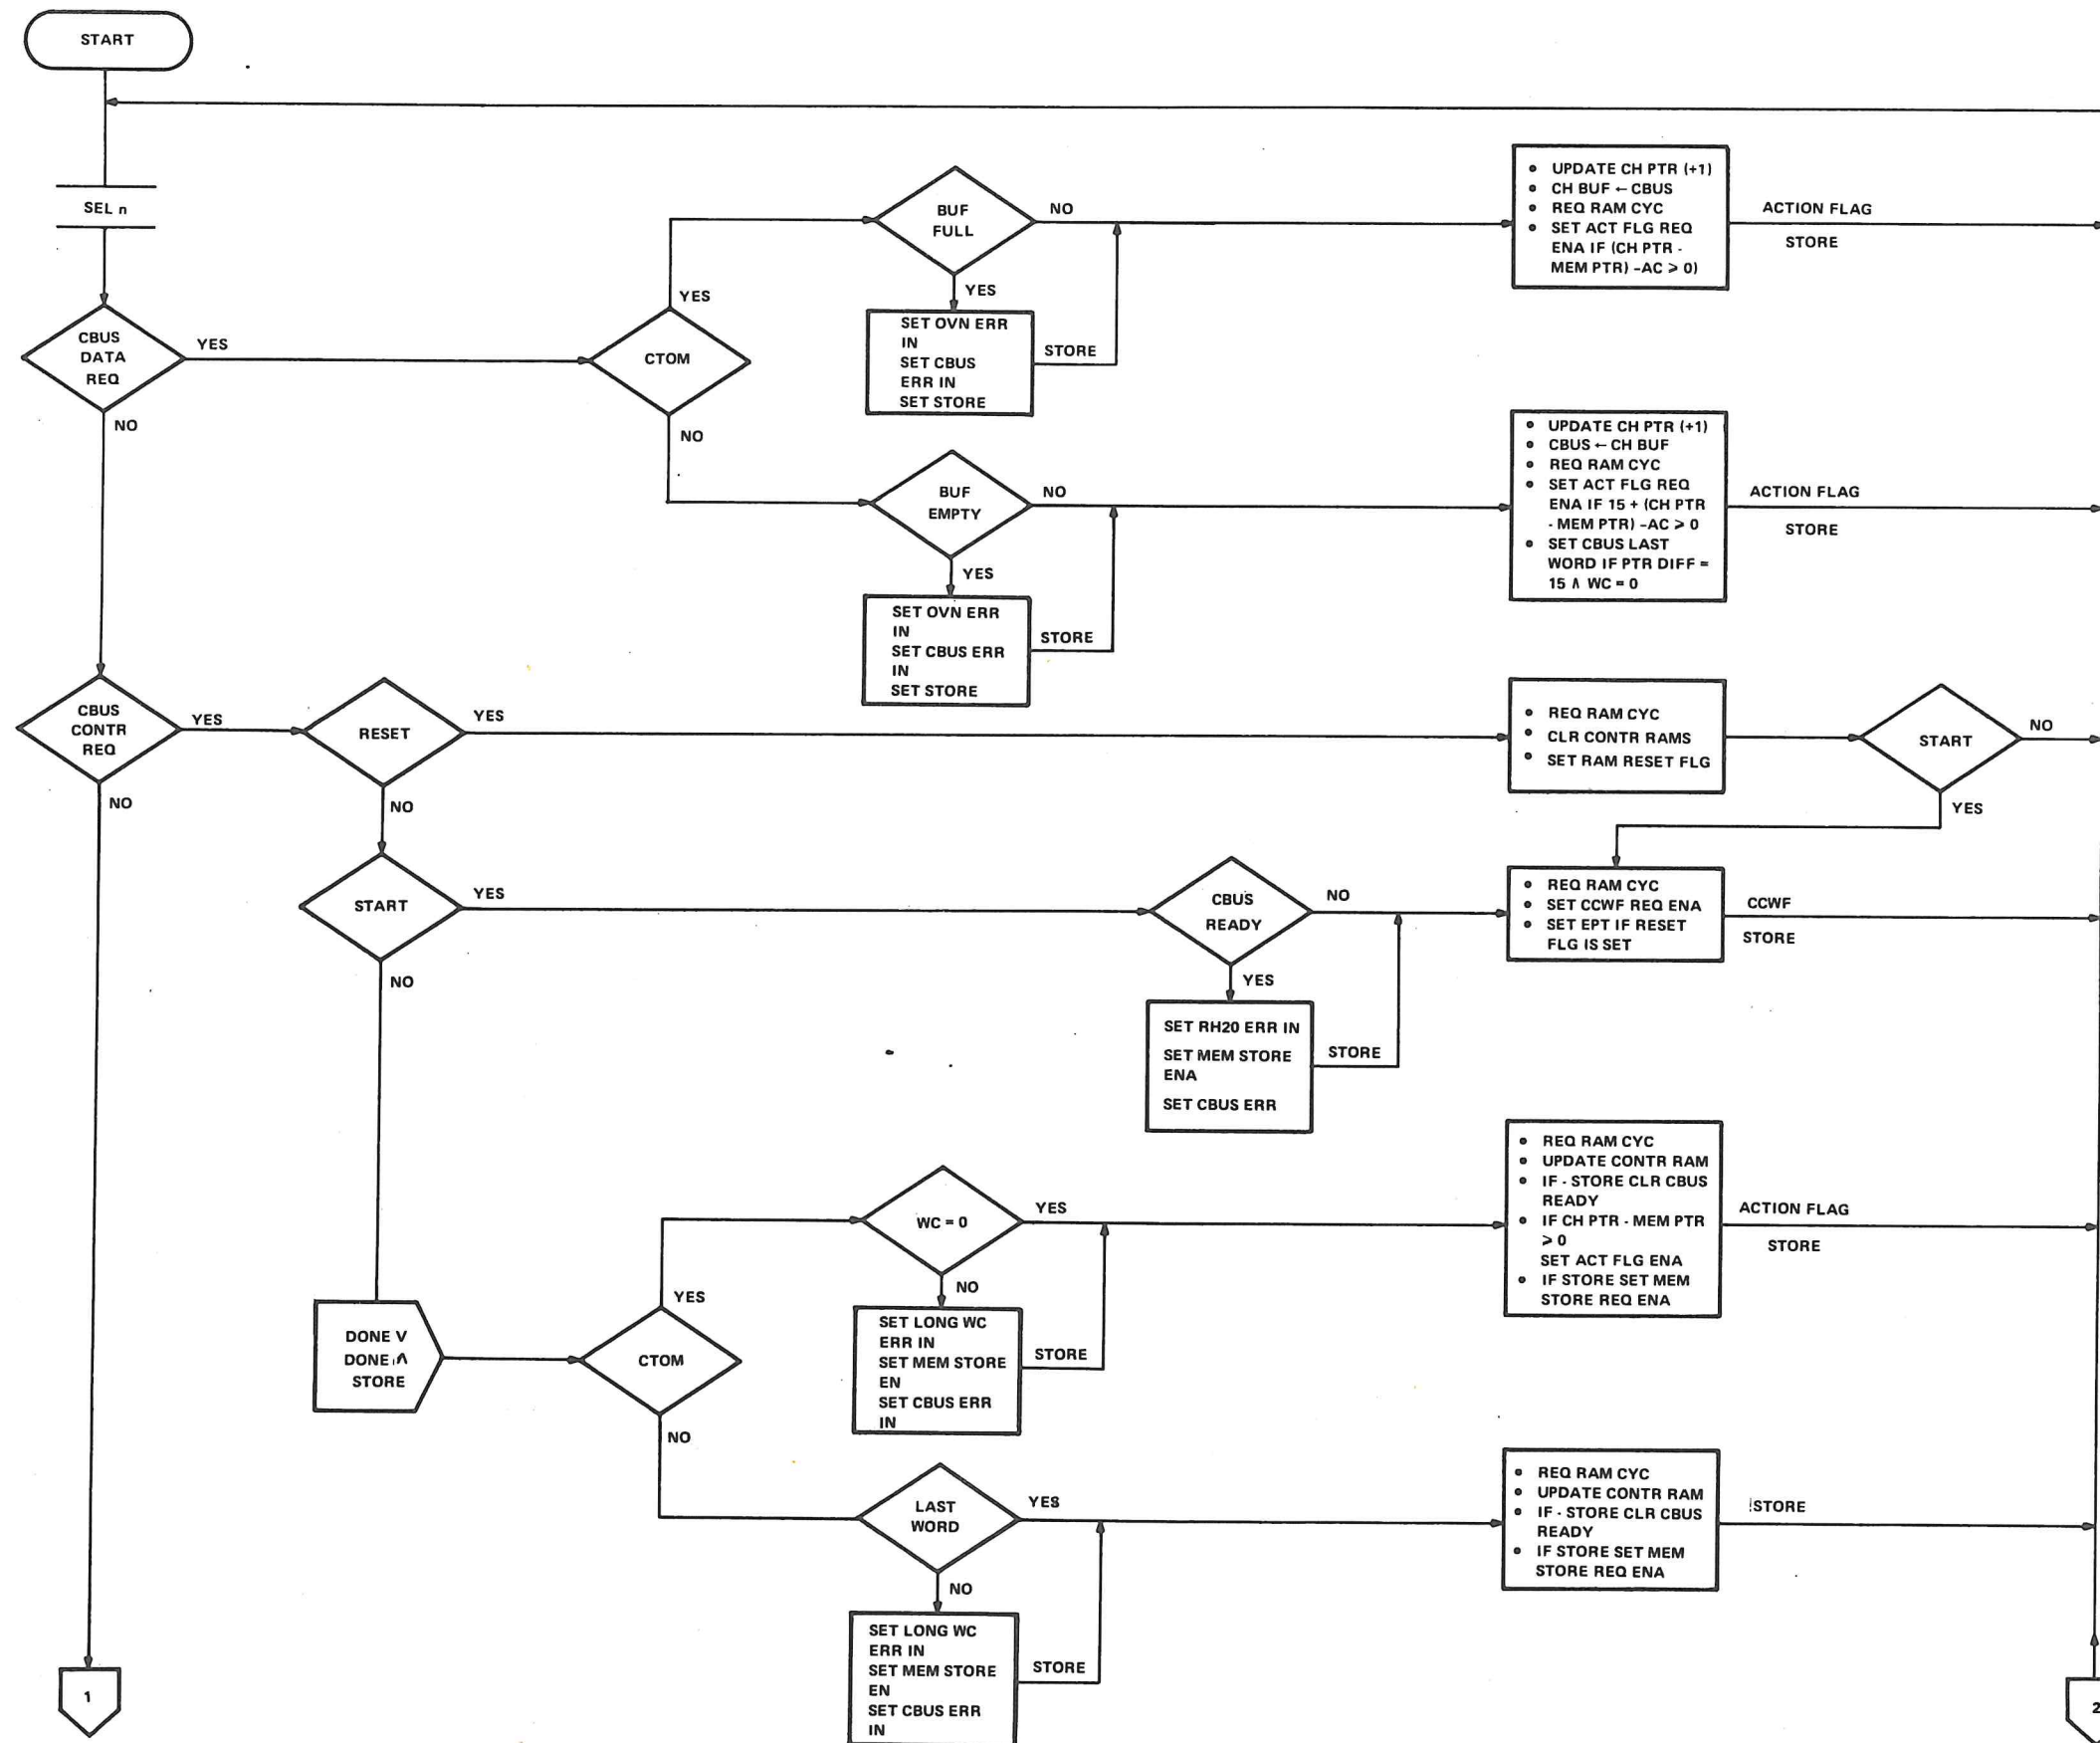 START
SEL n
CBUS
DATA
REQ
YES
NO
CTOM
YES
NO
BUF
FULL
NO
YES
SET OVN ERR
IN
SET CBUS
ERR IN
SET STORE
STORE
• UPDATE CH PTR (+1)
• CH BUF ← CBUS
• REQ RAM CYC
• SET ACT FLG REQ
ENA IF (CH PTR -
MEM PTR) -AC ⩾ 0)
ACTION FLAG
STORE
BUF
EMPTY
NO
YES
SET OVN ERR
IN
SET CBUS ERR
IN
SET STORE
STORE
• UPDATE CH PTR (+1)
• CBUS ← CH BUF
• REQ RAM CYC
• SET ACT FLG REQ
ENA IF 15 + (CH PTR
- MEM PTR) -AC ⩾ 0
• SET CBUS LAST
WORD IF PTR DIFF =
15 ∧ WC = 0
ACTION FLAG
STORE
CBUS
CONTR
REQ
YES
NO
RESET
YES
NO
• REQ RAM CYC
• CLR CONTR RAMS
• SET RAM RESET FLG
START
NO
YES
START
YES
NO
CBUS
READY
NO
YES
SET RH20 ERR IN
SET MEM STORE
ENA
SET CBUS ERR
STORE
• REQ RAM CYC
• SET CCWF REQ ENA
• SET EPT IF RESET
FLG IS SET
CCWF
STORE
DONE V
DONE ∧
STORE
CTOM
YES
NO
WC = 0
YES
NO
SET LONG WC
ERR IN
SET MEM STORE
EN
SET CBUS ERR
IN
STORE
• REQ RAM CYC
• UPDATE CONTR RAM
• IF - STORE CLR CBUS
READY
• IF CH PTR - MEM PTR
⩾ 0
SET ACT FLG ENA
• IF STORE SET MEM
STORE REQ ENA
ACTION FLAG
STORE
LAST
WORD
YES
NO
SET LONG WC
ERR IN
SET MEM STORE
EN
SET CBUS ERR
IN
STORE
• REQ RAM CYC
• UPDATE CONTR RAM
• IF - STORE CLR CBUS
READY
• IF STORE SET MEM
STORE REQ ENA
STORE
1
2